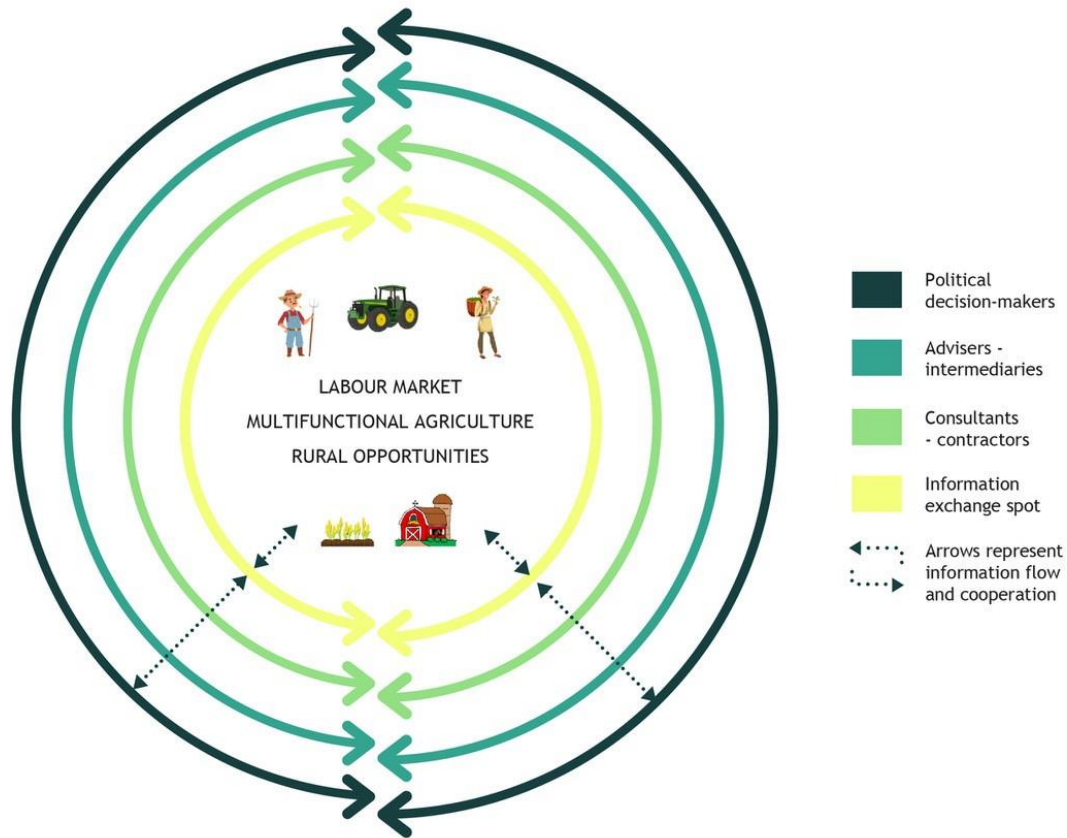 LABOUR MARKET
MULTIFUNCTIONAL AGRICULTURE
RURAL OPPORTUNITIES
Political
decision-makers
Advisers -
intermediaries
Consultants
- contractors
Information
exchange spot
Arrows represent
information flow
and cooperation